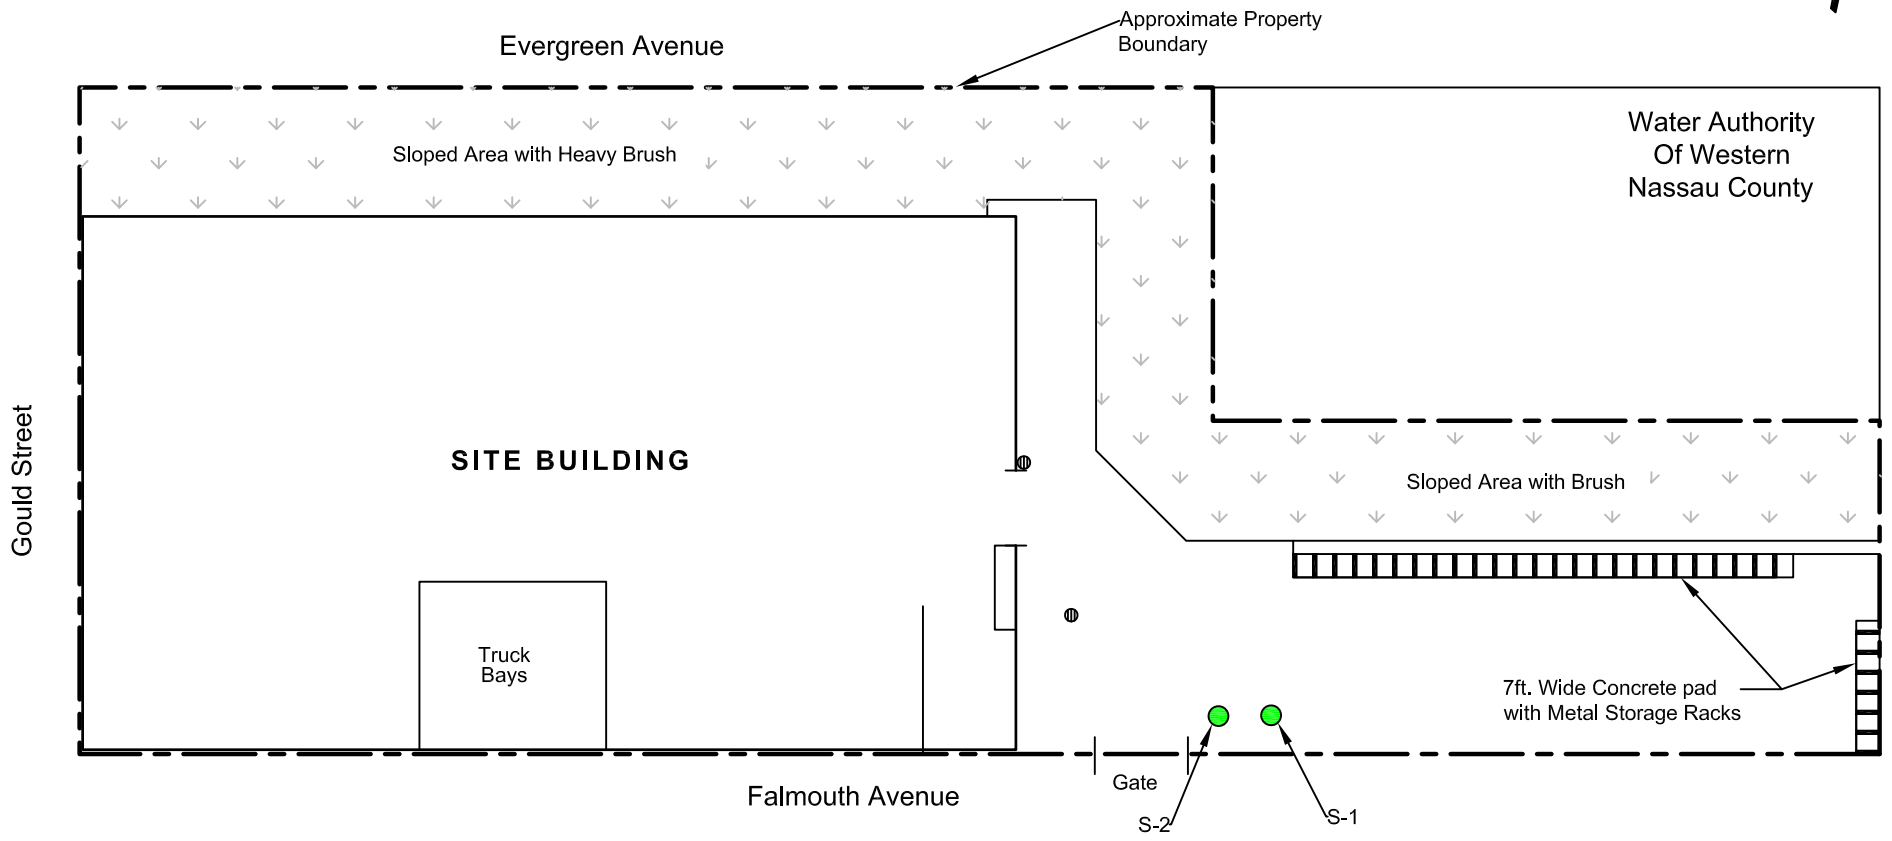 Approximate Property
Boundary
Evergreen Avenue
Water Authority
Of Western
Nassau County
Sloped Area with Heavy Brush
Gould Street
SITE BUILDING
Sloped Area with Brush
Truck
Bays
7ft. Wide Concrete pad
with Metal Storage Racks
Gate
Falmouth Avenue
S-2
S-1